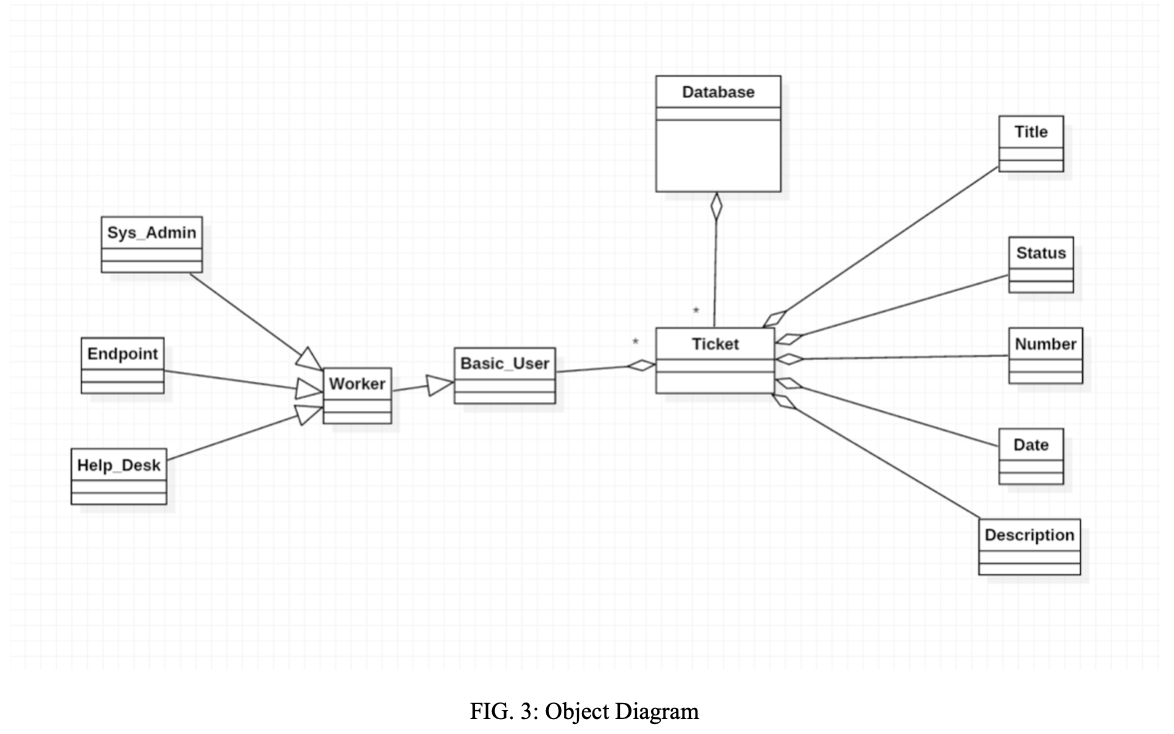 Database
Title
Sys_Admin
Status
*
*
Ticket
Number
Endpoint
Basic_User
Worker
Date
Help_Desk
Description
FIG. 3: Object Diagram